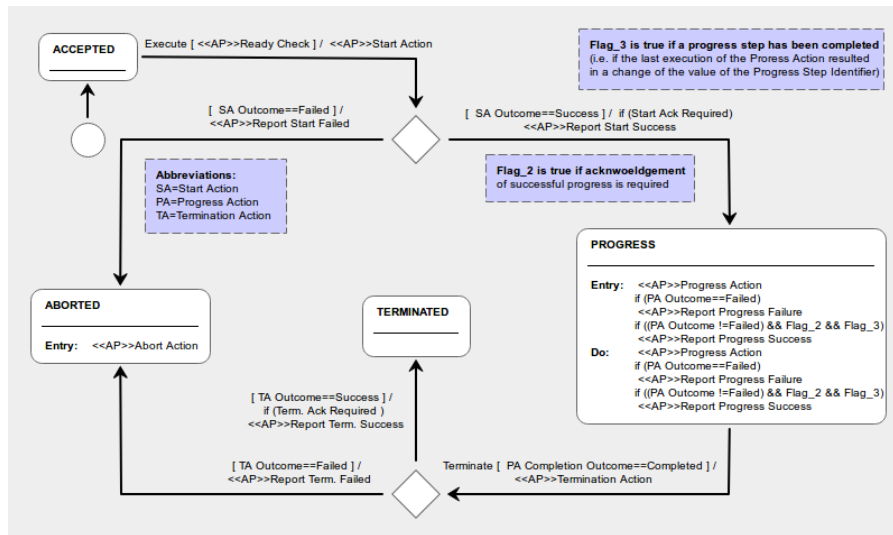 ACCEPTED
Execute [ <<AP>>Ready Check ] / <<AP>>Start Action
Flag_3 is true if a progress step has been completed
(i.e. if the last execution of the Proress Action resulted
in a change of the value of the Progress Step Identifier)
[ SA Outcome==Failed ] /
<<AP>>Report Start Failed
[ SA Outcome==Success ] / if (Start Ack Required)
<<AP>>Report Start Success
Abbreviations:
SA=Start Action
PA=Progress Action
TA=Termination Action
Flag_2 is true if acknwoeldgement
of successful progress is required
PROGRESS
Entry: <<AP>>Progress Action
if (PA Outcome==Failed)
<<AP>>Report Progress Failure
if ((PA Outcome !=Failed) && Flag_2 && Flag_3)
<<AP>>Report Progress Success
Do: <<AP>>Progress Action
if (PA Outcome==Failed)
<<AP>>Report Progress Failure
if ((PA Outcome !=Failed) && Flag_2 && Flag_3)
<<AP>>Report Progress Success
ABORTED
Entry: <<AP>>Abort Action
TERMINATED
[ TA Outcome==Success ] /
if (Term. Ack Required )
<<AP>>Report Term. Success
[ TA Outcome==Failed ] /
<<AP>>Report Term. Failed
Terminate [ PA Completion Outcome==Completed ] /
<<AP>>Termination Action